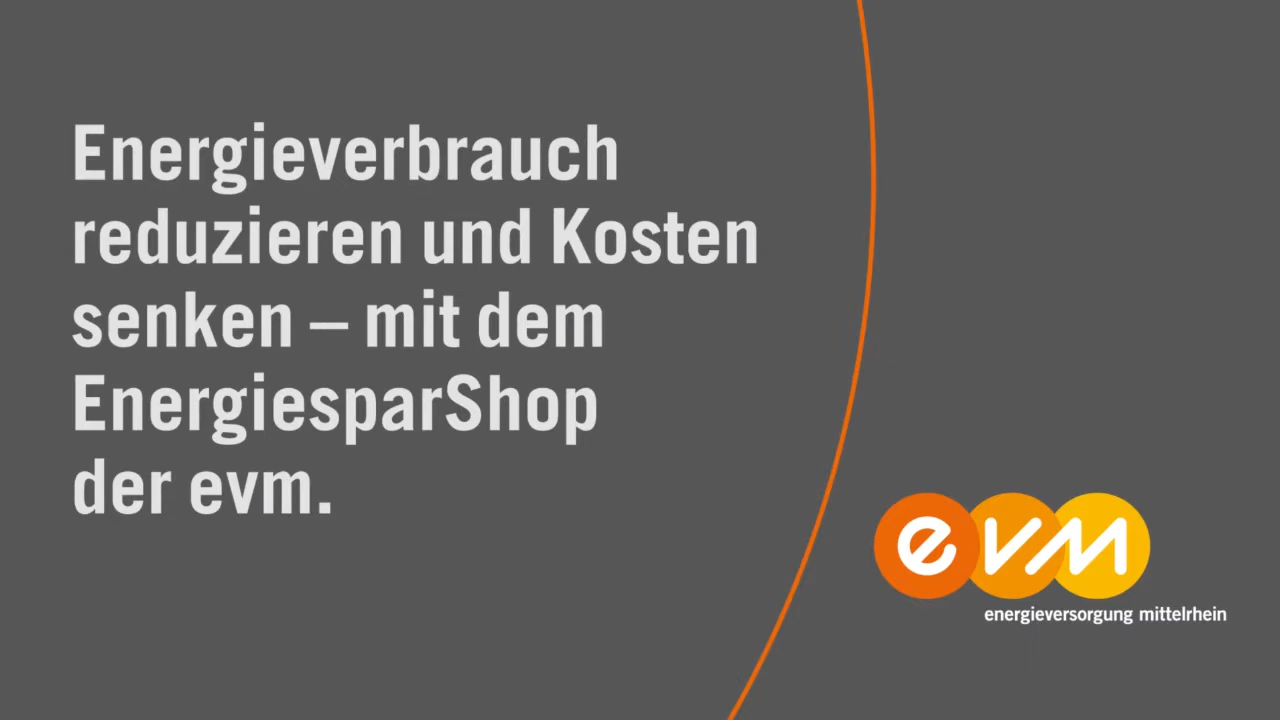 Energieverbrauch
reduzieren und Kosten
senken – mit dem
EnergiesparShop
der evm.
evm
energieversorgung mittelrhein